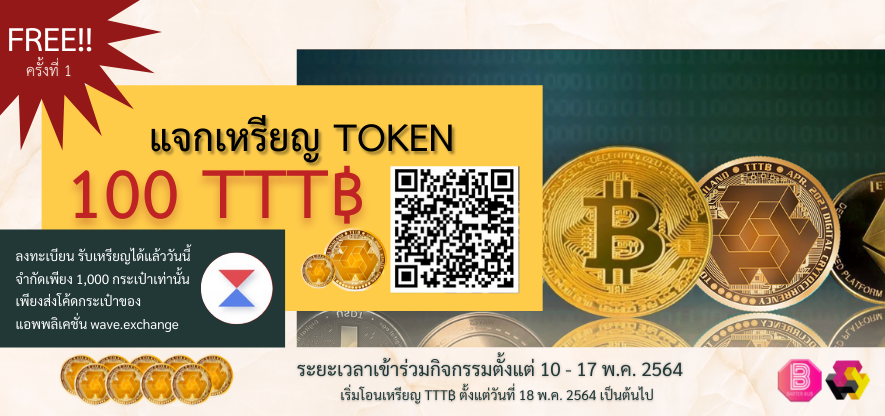 FREE!!
ครั้งที่ 1
แจกเหรียญ TOKEN
100 TTT฿
ลงทะเบียน รับเหรียญได้แล้ววันนี้
จำกัดเพียง 1,000 กระเป๋าเท่านั้น
เพียงส่งโค้ดกระเป๋าของ
แอพพลิเคชั่น wave.exchange
TTT฿
APR. 2021
DIGITAL
PLATFORM
ระยะเวลาเข้าร่วมกิจกรรมตั้งแต่ 10 - 17 พ.ค. 2564
เริ่มโอนเหรียญ TTT฿ ตั้งแต่วันที่ 18 พ.ค. 2564 เป็นต้นไป